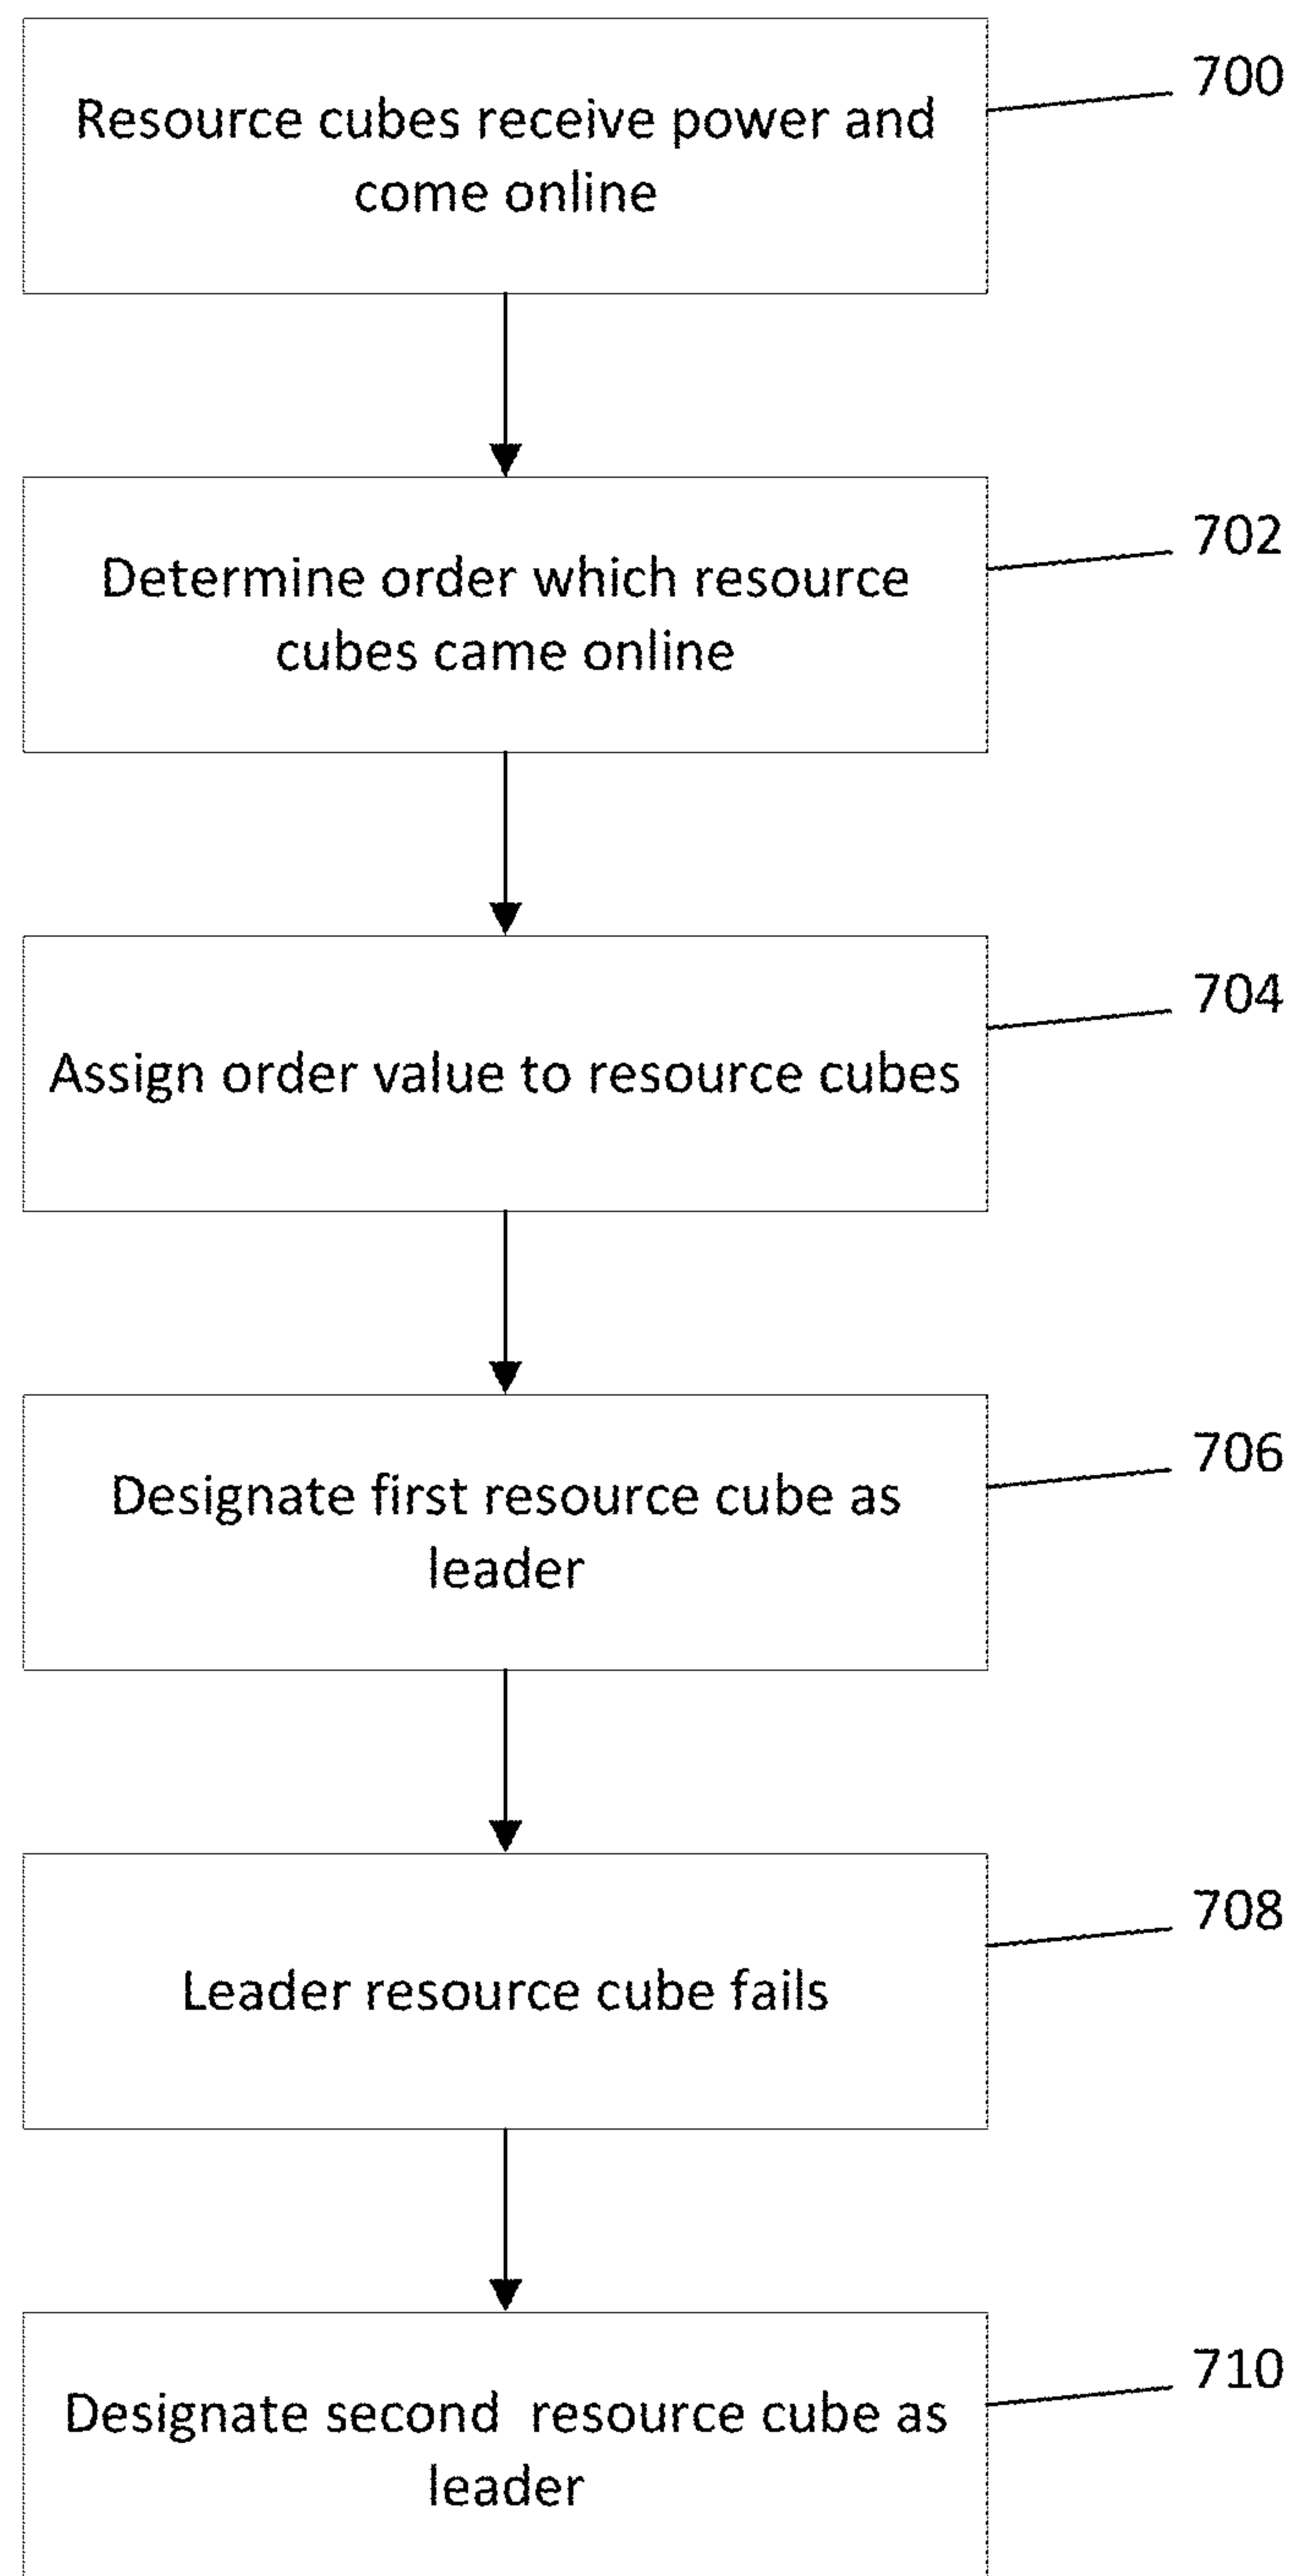 Resource cubes receive power and
come online
700
Determine order which resource
cubes came online
702
Assign order value to resource cubes
704
Designate first resource cube as
leader
706
Leader resource cube fails
708
Designate second  resource cube as
leader
710